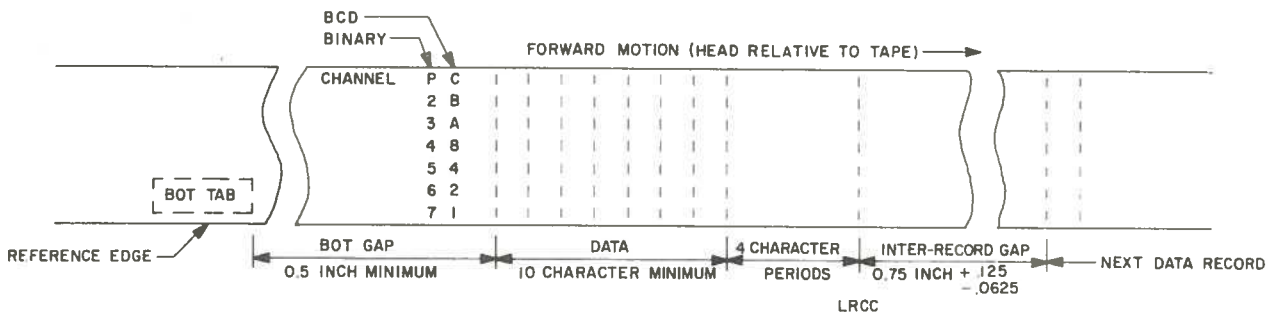 BCD
BINARY
FORWARD MOTION (HEAD RELATIVE TO TAPE)
CHANNEL P C
2 B
3 A
4 8
5 4
6 2
7 1
BOT TAB
REFERENCE EDGE
BOT GAP
0.5 INCH MINIMUM
DATA
10 CHARACTER MINIMUM
4 CHARACTER
PERIODS
INTER-RECORD GAP
0.75 INCH + .125
- .0625
NEXT DATA RECORD
LRCC